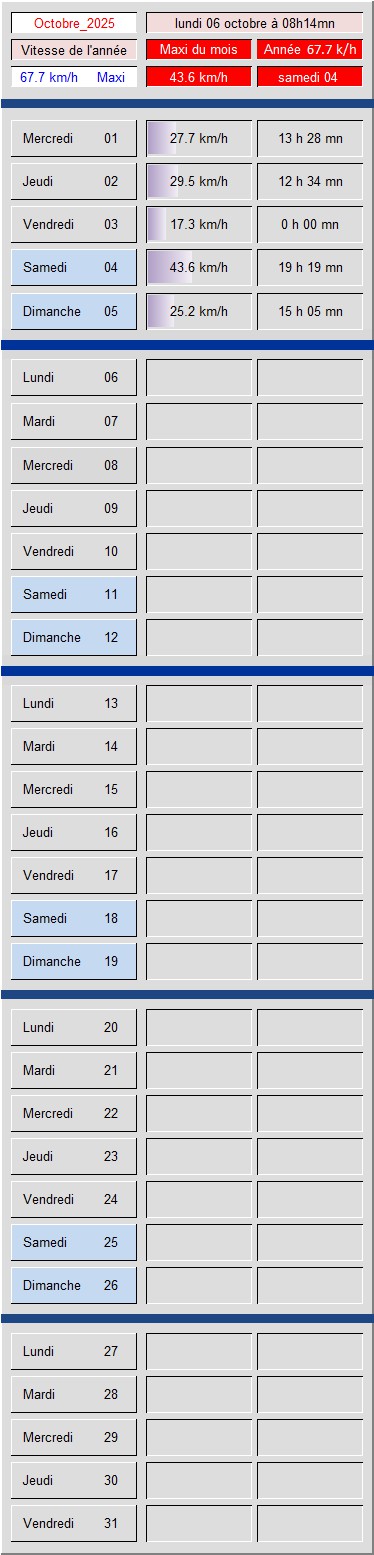 Octobre_2025 lundi 06 octobre à 08h14mn
Vitesse de l'année Maxi du mois Année 67.7 k/h
67.7 km/h Maxi 43.6 km/h samedi 04
Mercredi 01 27.7 km/h 13 h 28 mn
Jeudi 02 29.5 km/h 12 h 34 mn
Vendredi 03 17.3 km/h 0 h 00 mn
Samedi 04 43.6 km/h 19 h 19 mn
Dimanche 05 25.2 km/h 15 h 05 mn
Lundi 06
Mardi 07
Mercredi 08
Jeudi 09
Vendredi 10
Samedi 11
Dimanche 12
Lundi 13
Mardi 14
Mercredi 15
Jeudi 16
Vendredi 17
Samedi 18
Dimanche 19
Lundi 20
Mardi 21
Mercredi 22
Jeudi 23
Vendredi 24
Samedi 25
Dimanche 26
Lundi 27
Mardi 28
Mercredi 29
Jeudi 30
Vendredi 31